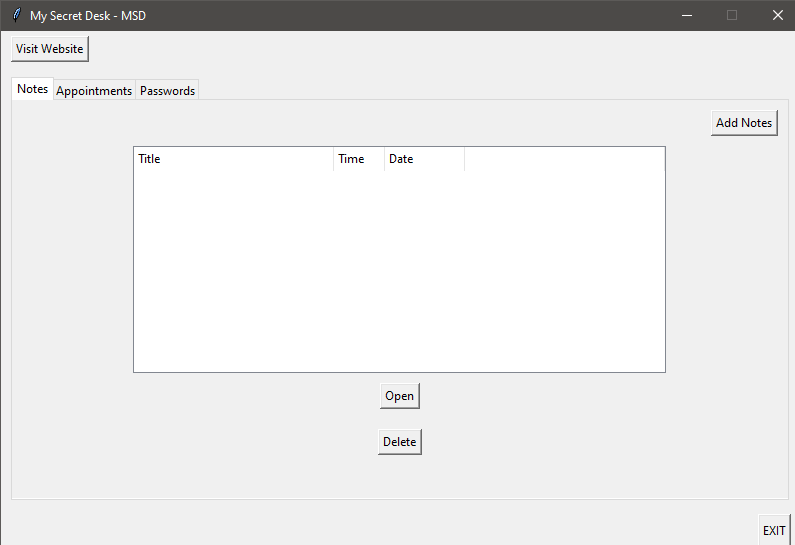 My Secret Desk - MSD
Visit Website
Notes Appointments Passwords
Add Notes
Title Time Date
Open
Delete
EXIT